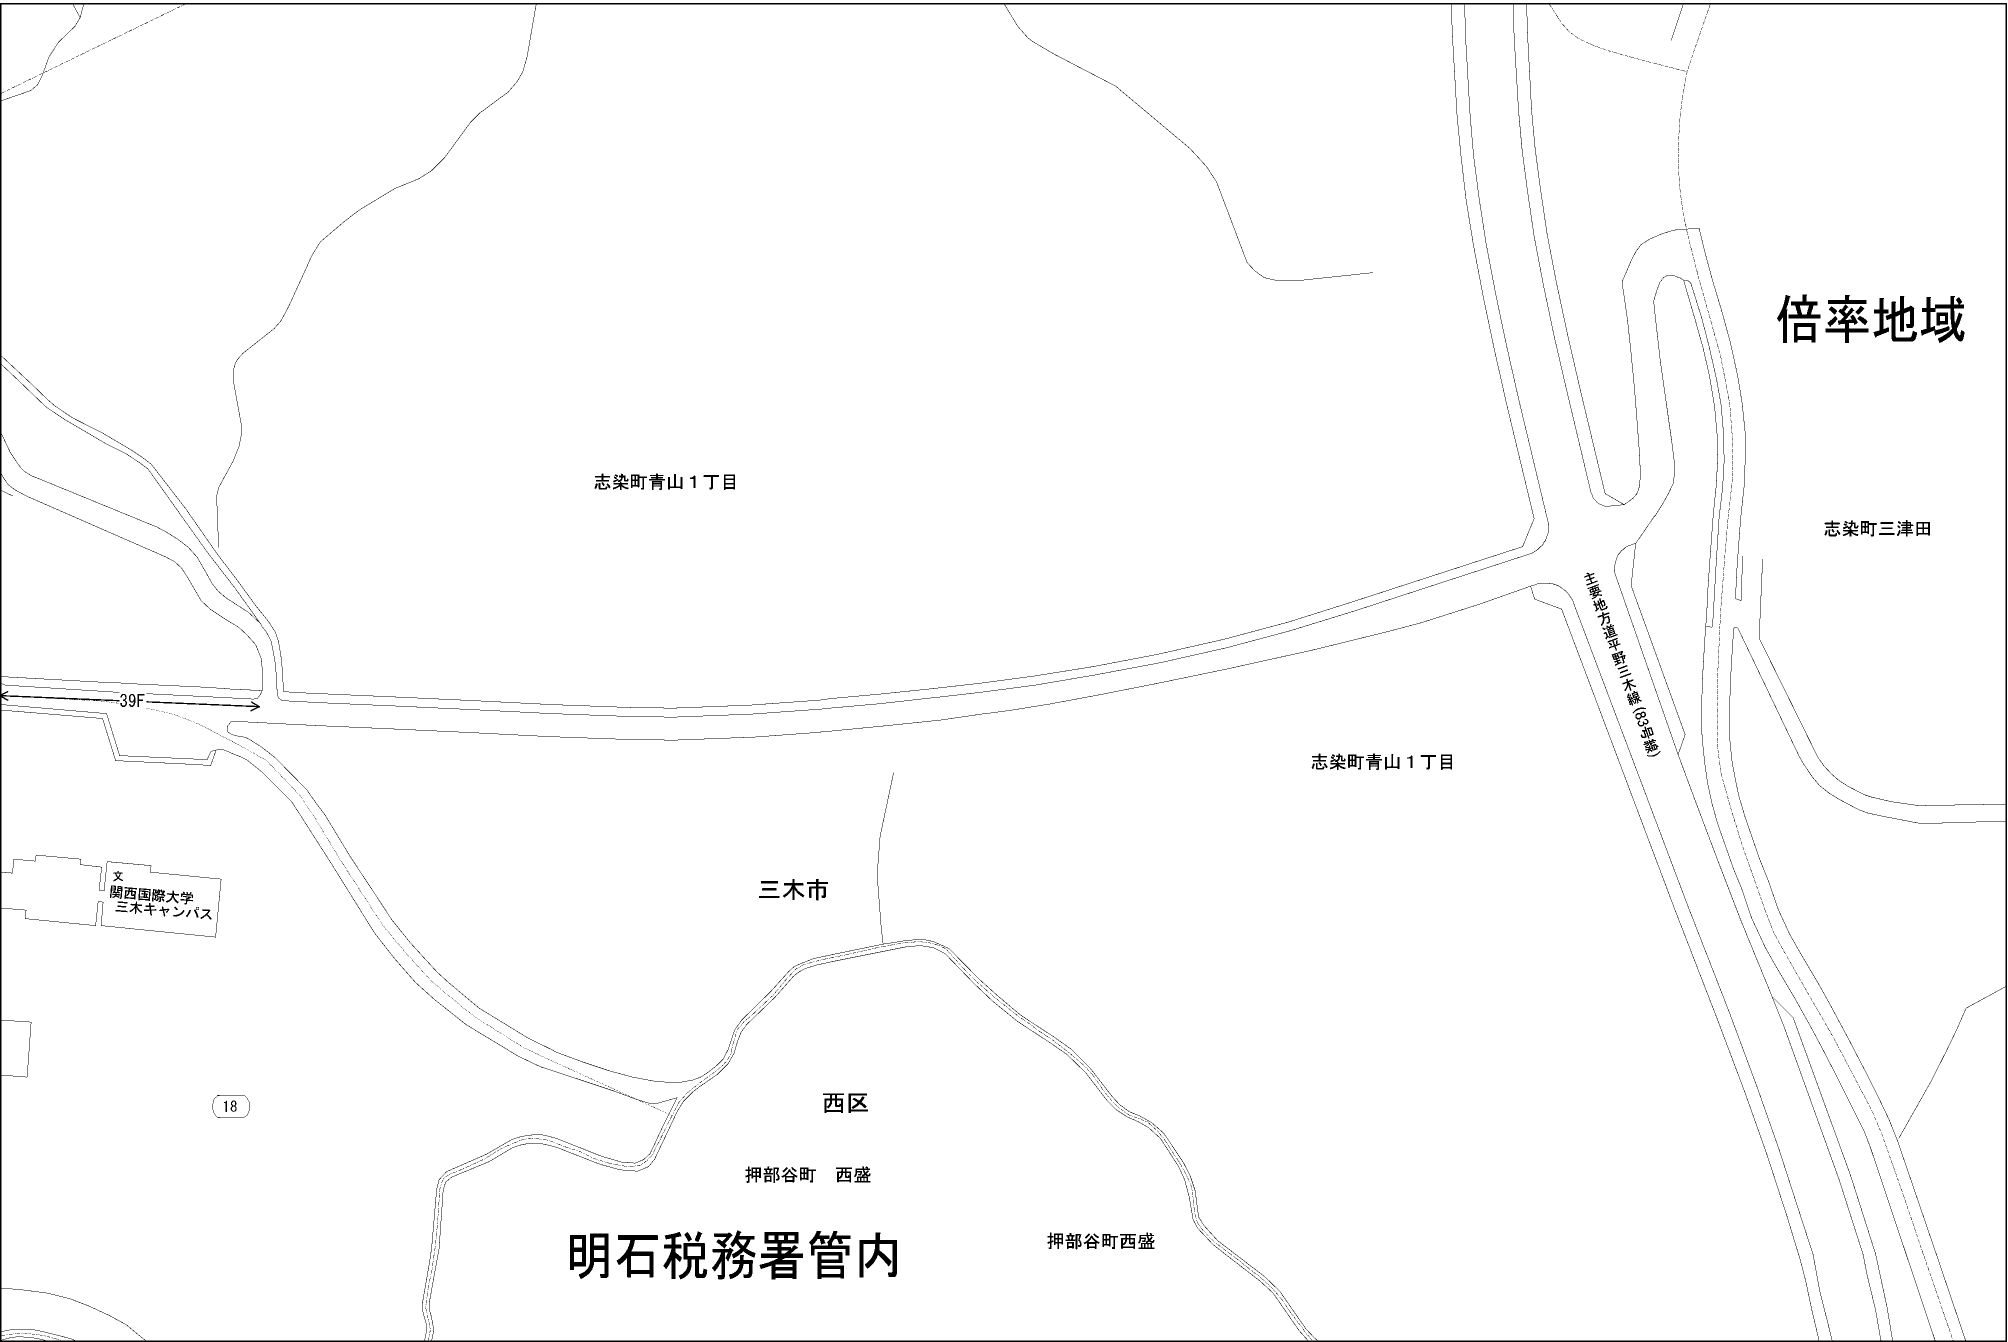 倍率地域
志染町青山1丁目
志染町三津田
主要地方道平野三木線(83号線)
39F
志染町青山1丁目
文
関西国際大学
三木キャンパス
三木市
18
西区
押部谷町　西盛
押部谷町西盛
明石税務署管内